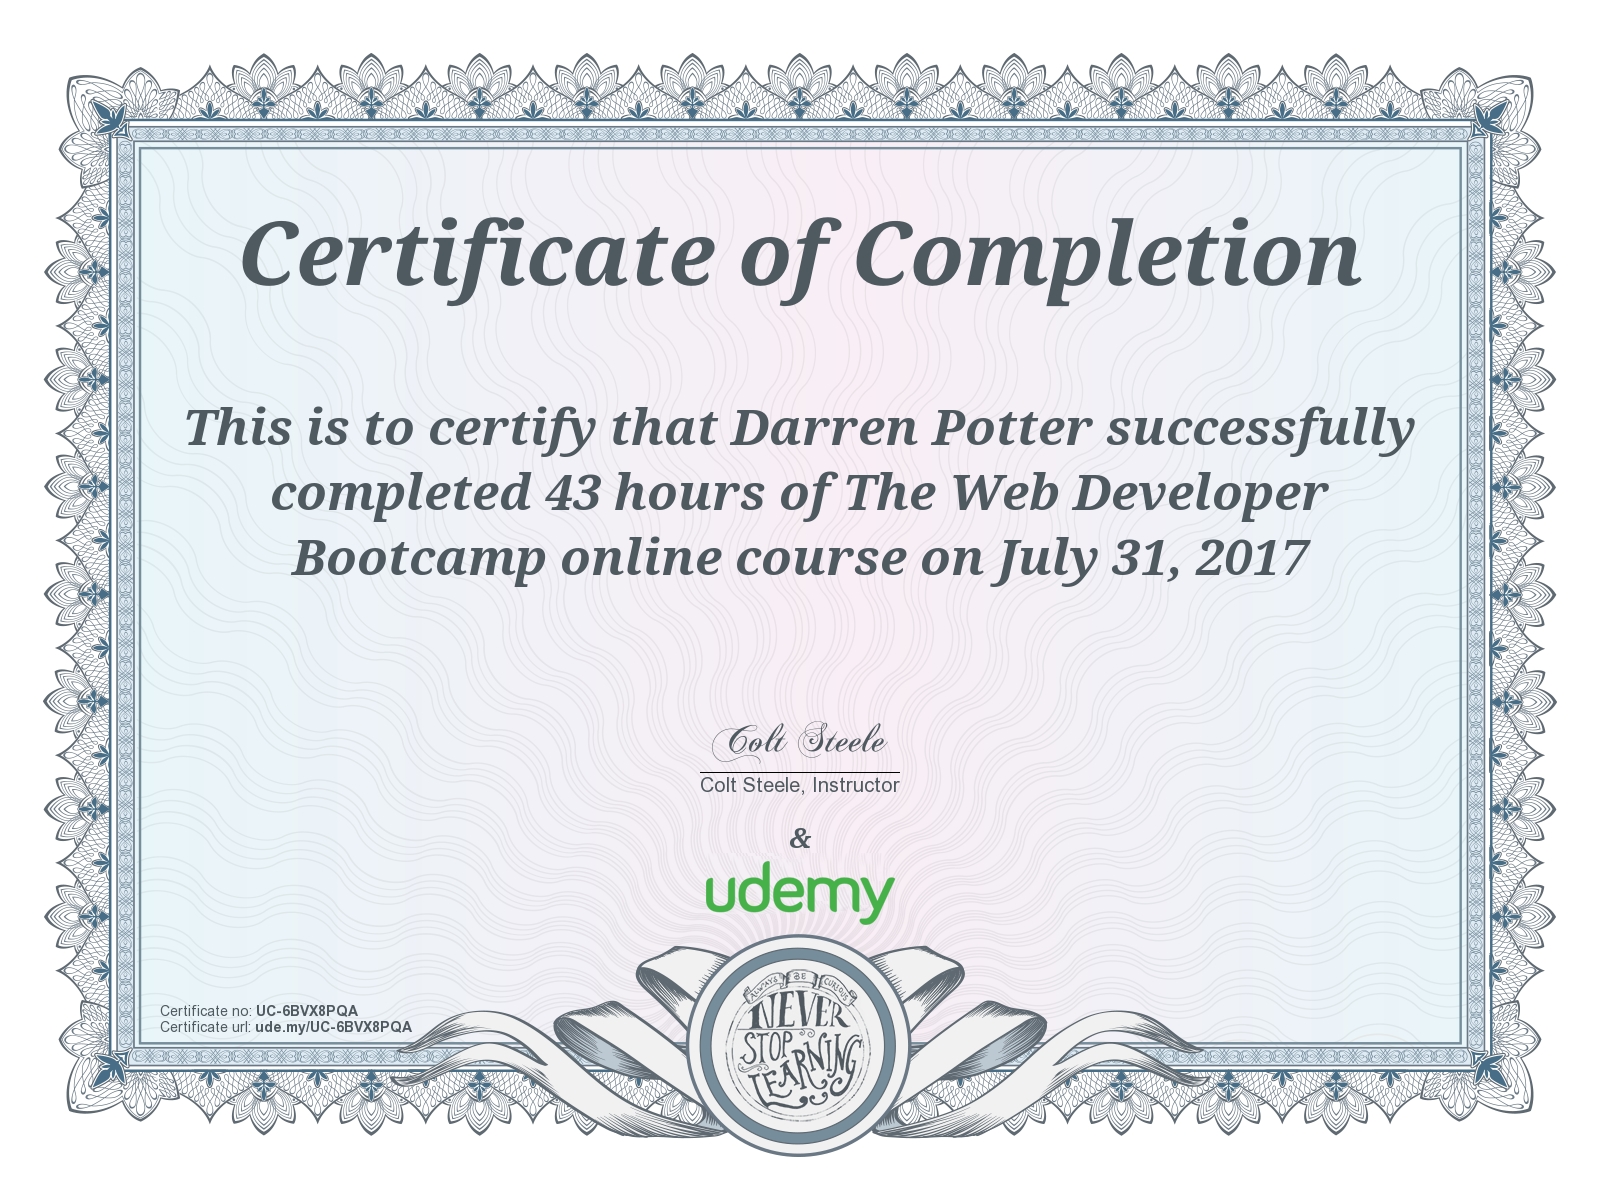 Certificate of Completion
This is to certify that Darren Potter successfully
completed 43 hours of The Web Developer
Bootcamp online course on July 31, 2017
Colt Steele
Colt Steele, Instructor
&
udemy
Certificate no: UC-6BVX8PQA
Certificate url: ude.my/UC-6BVX8PQA
ALWAYS BE CURIOUS
NEVER
STOP
LEARNING